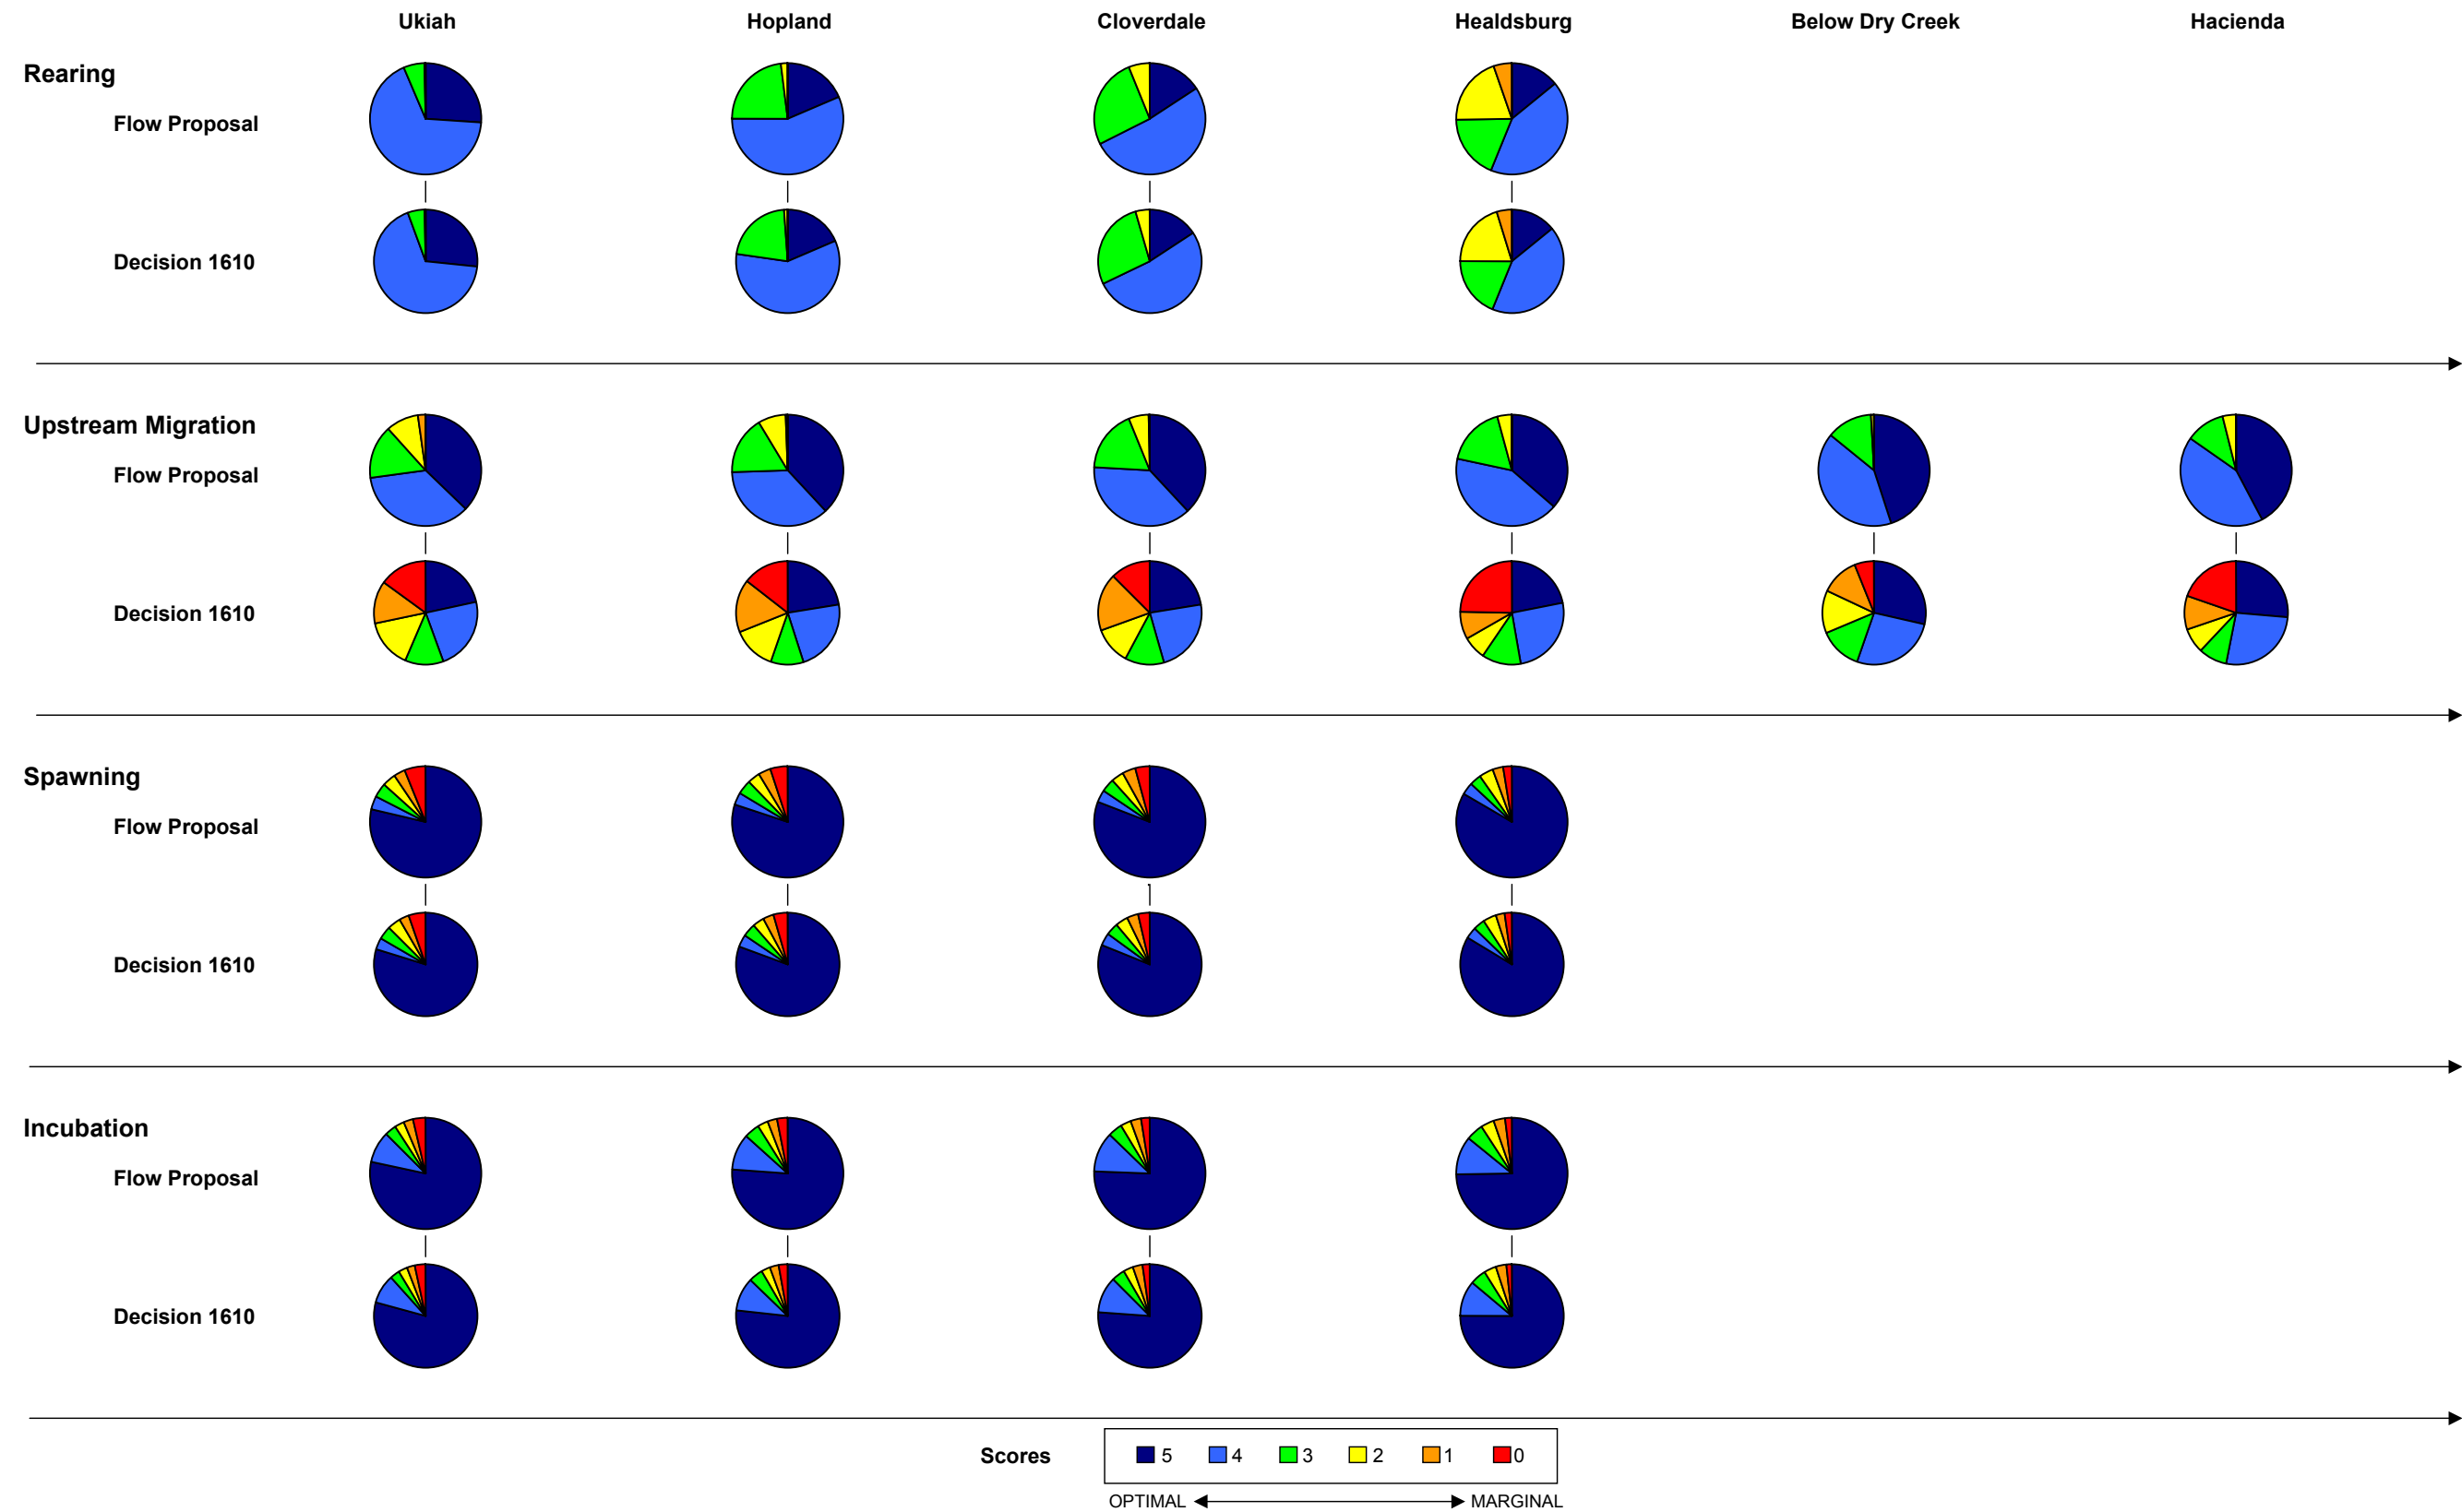 Ukiah Hopland Cloverdale Healdsburg Below Dry Creek Hacienda
Rearing
Flow Proposal
Decision 1610
Upstream Migration
Flow Proposal
Decision 1610
Spawning
Flow Proposal
Decision 1610
Incubation
Flow Proposal
Decision 1610
Scores 5 4 3 2 1 0
OPTIMAL MARGINAL